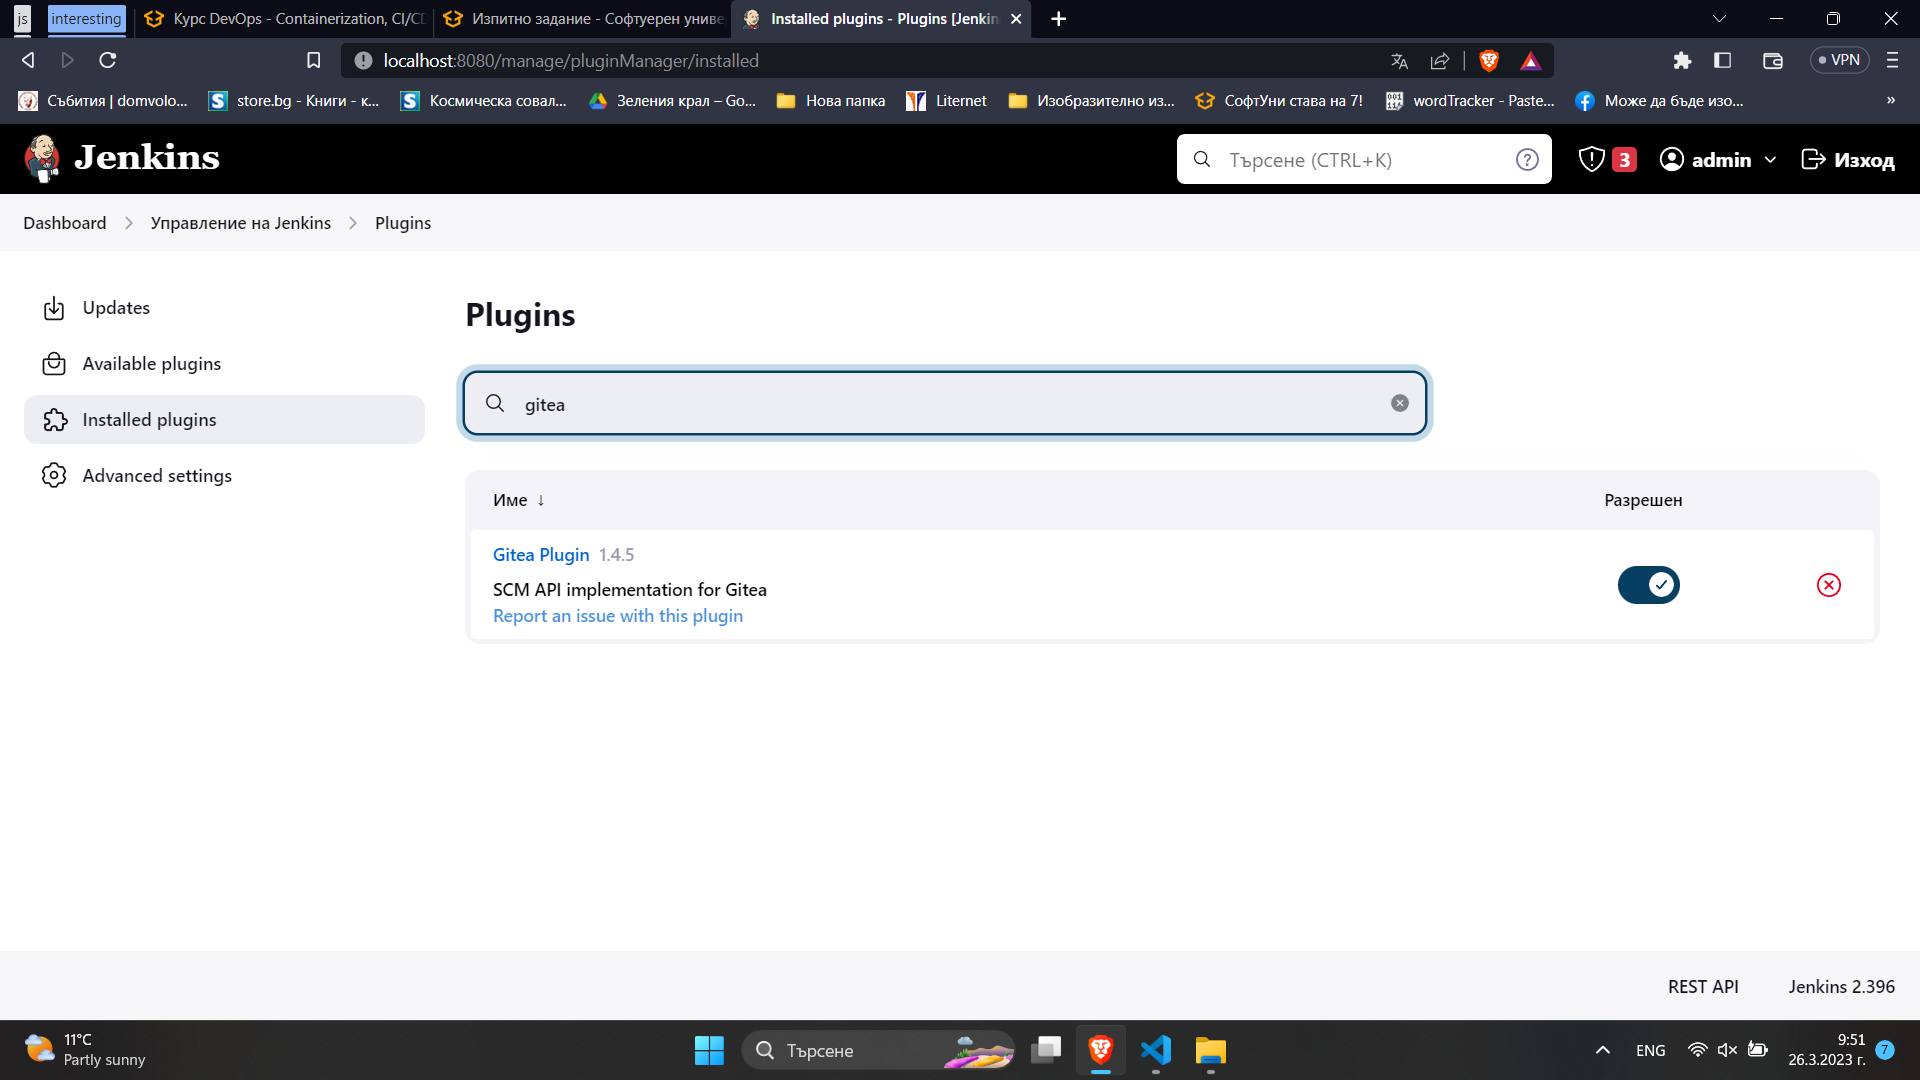 js
interesting
Курс DevOps - Containerization, CI/CD
Изпитно задание - Софтуерен униве
Installed plugins - Plugins [Jenkin
localhost:8080/manage/pluginManager/installed
VPN
Събития | domvolo...
store.bg - Книги - к...
Космическа совал...
Зеления крал – Go...
Нова папка
Liternet
Изобразително из...
СофтУни става на 7!
wordTracker - Paste...
Може да бъде изо...
»
Jenkins
Търсене (CTRL+K)
3
admin
Изход
Dashboard
Управление на Jenkins
Plugins
Updates
Available plugins
Installed plugins
Advanced settings
Plugins
gitea
Име ↓
Разрешен
Gitea Plugin 1.4.5
SCM API implementation for Gitea
Report an issue with this plugin
REST API
Jenkins 2.396
11°C
Partly sunny
Търсене
ENG
9:51
26.3.2023 г.
7